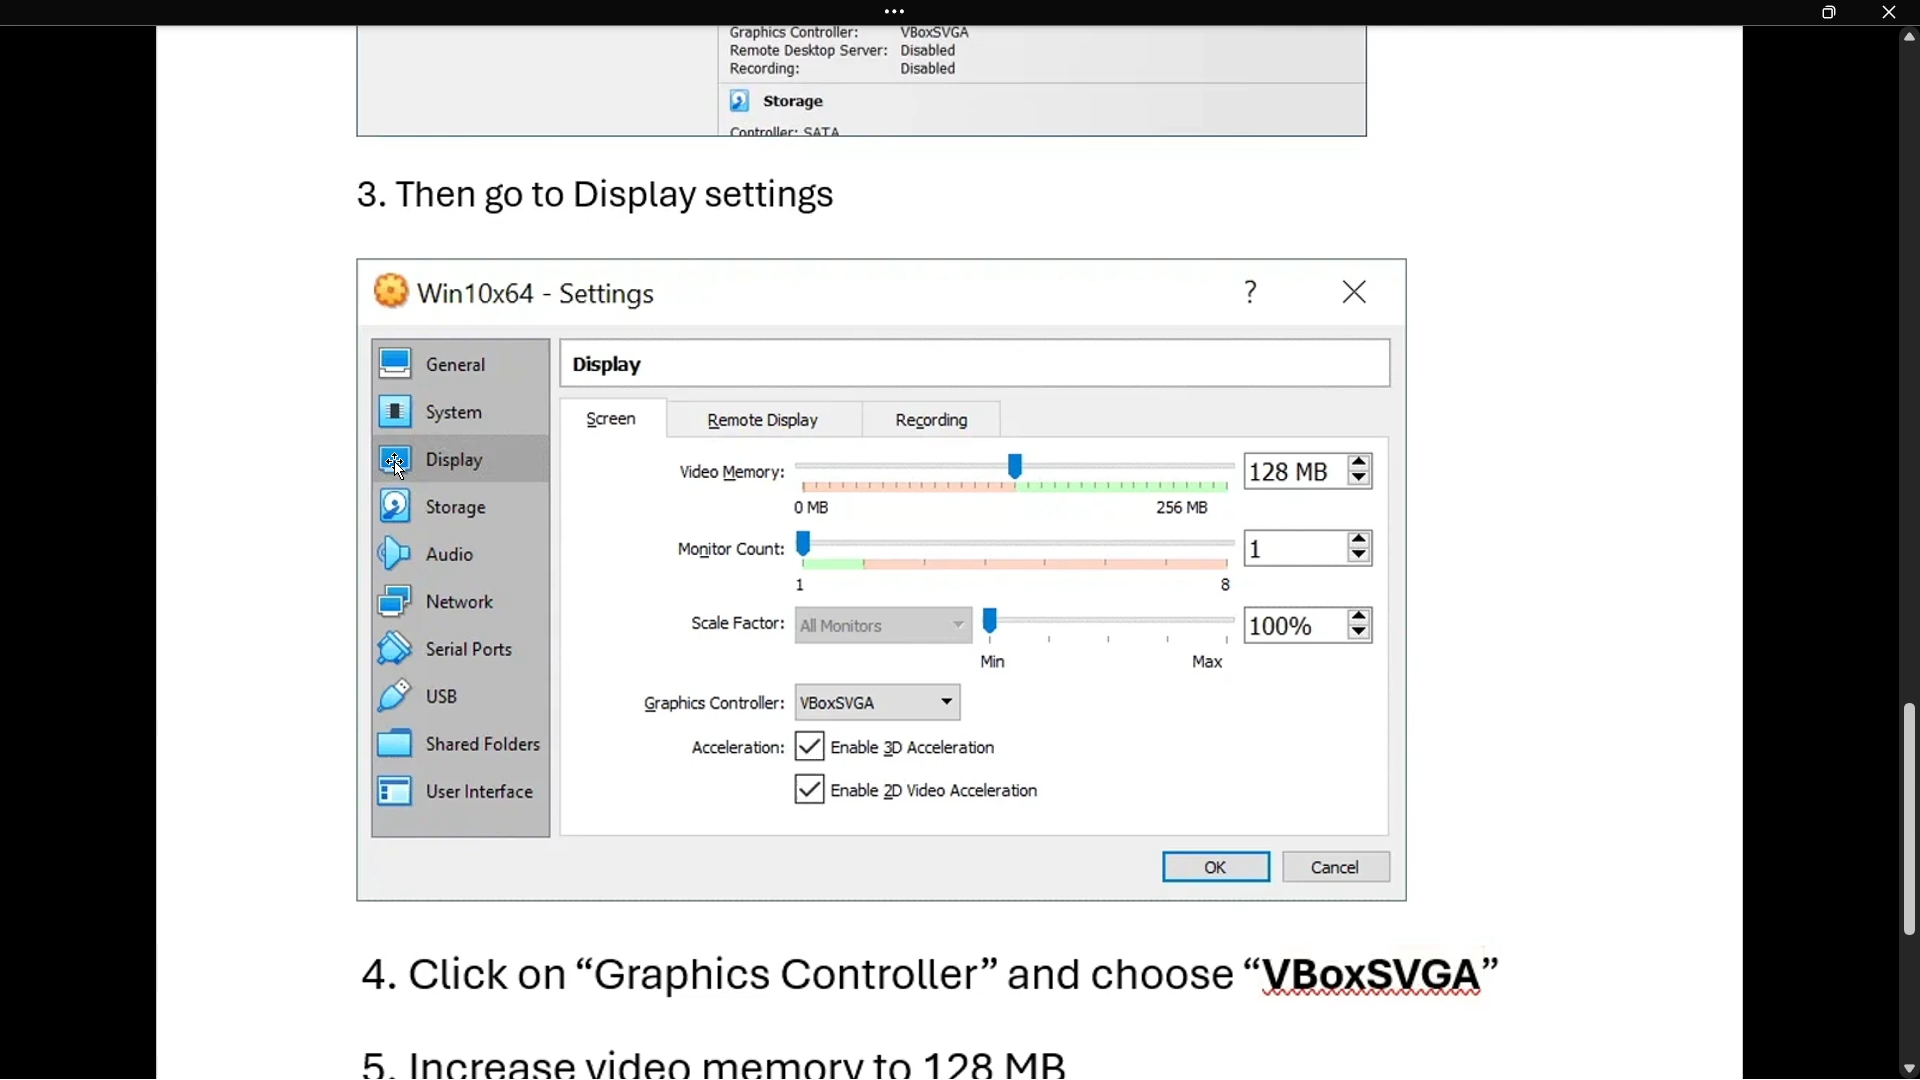 Graphics Controller: VBoxSVGA
Remote Desktop Server: Disabled
Recording: Disabled
Storage
Controller: SATA
3. Then go to Display settings
Win10x64 - Settings ?
General
System
Display
Storage
Audio
Network
Serial Ports
USB
Shared Folders
User Interface
Display
Screen Remote Display Recording
Video Memory: 128 MB
0 MB 256 MB
Monitor Count: 1
1 8
Scale Factor: All Monitors 100%
Min Max
Graphics Controller: VBoxSVGA
Acceleration: Enable 3D Acceleration
Enable 2D Video Acceleration
OK Cancel
4. Click on “Graphics Controller” and choose “VBoxSVGA”
5. Increase video memory to 128 MB